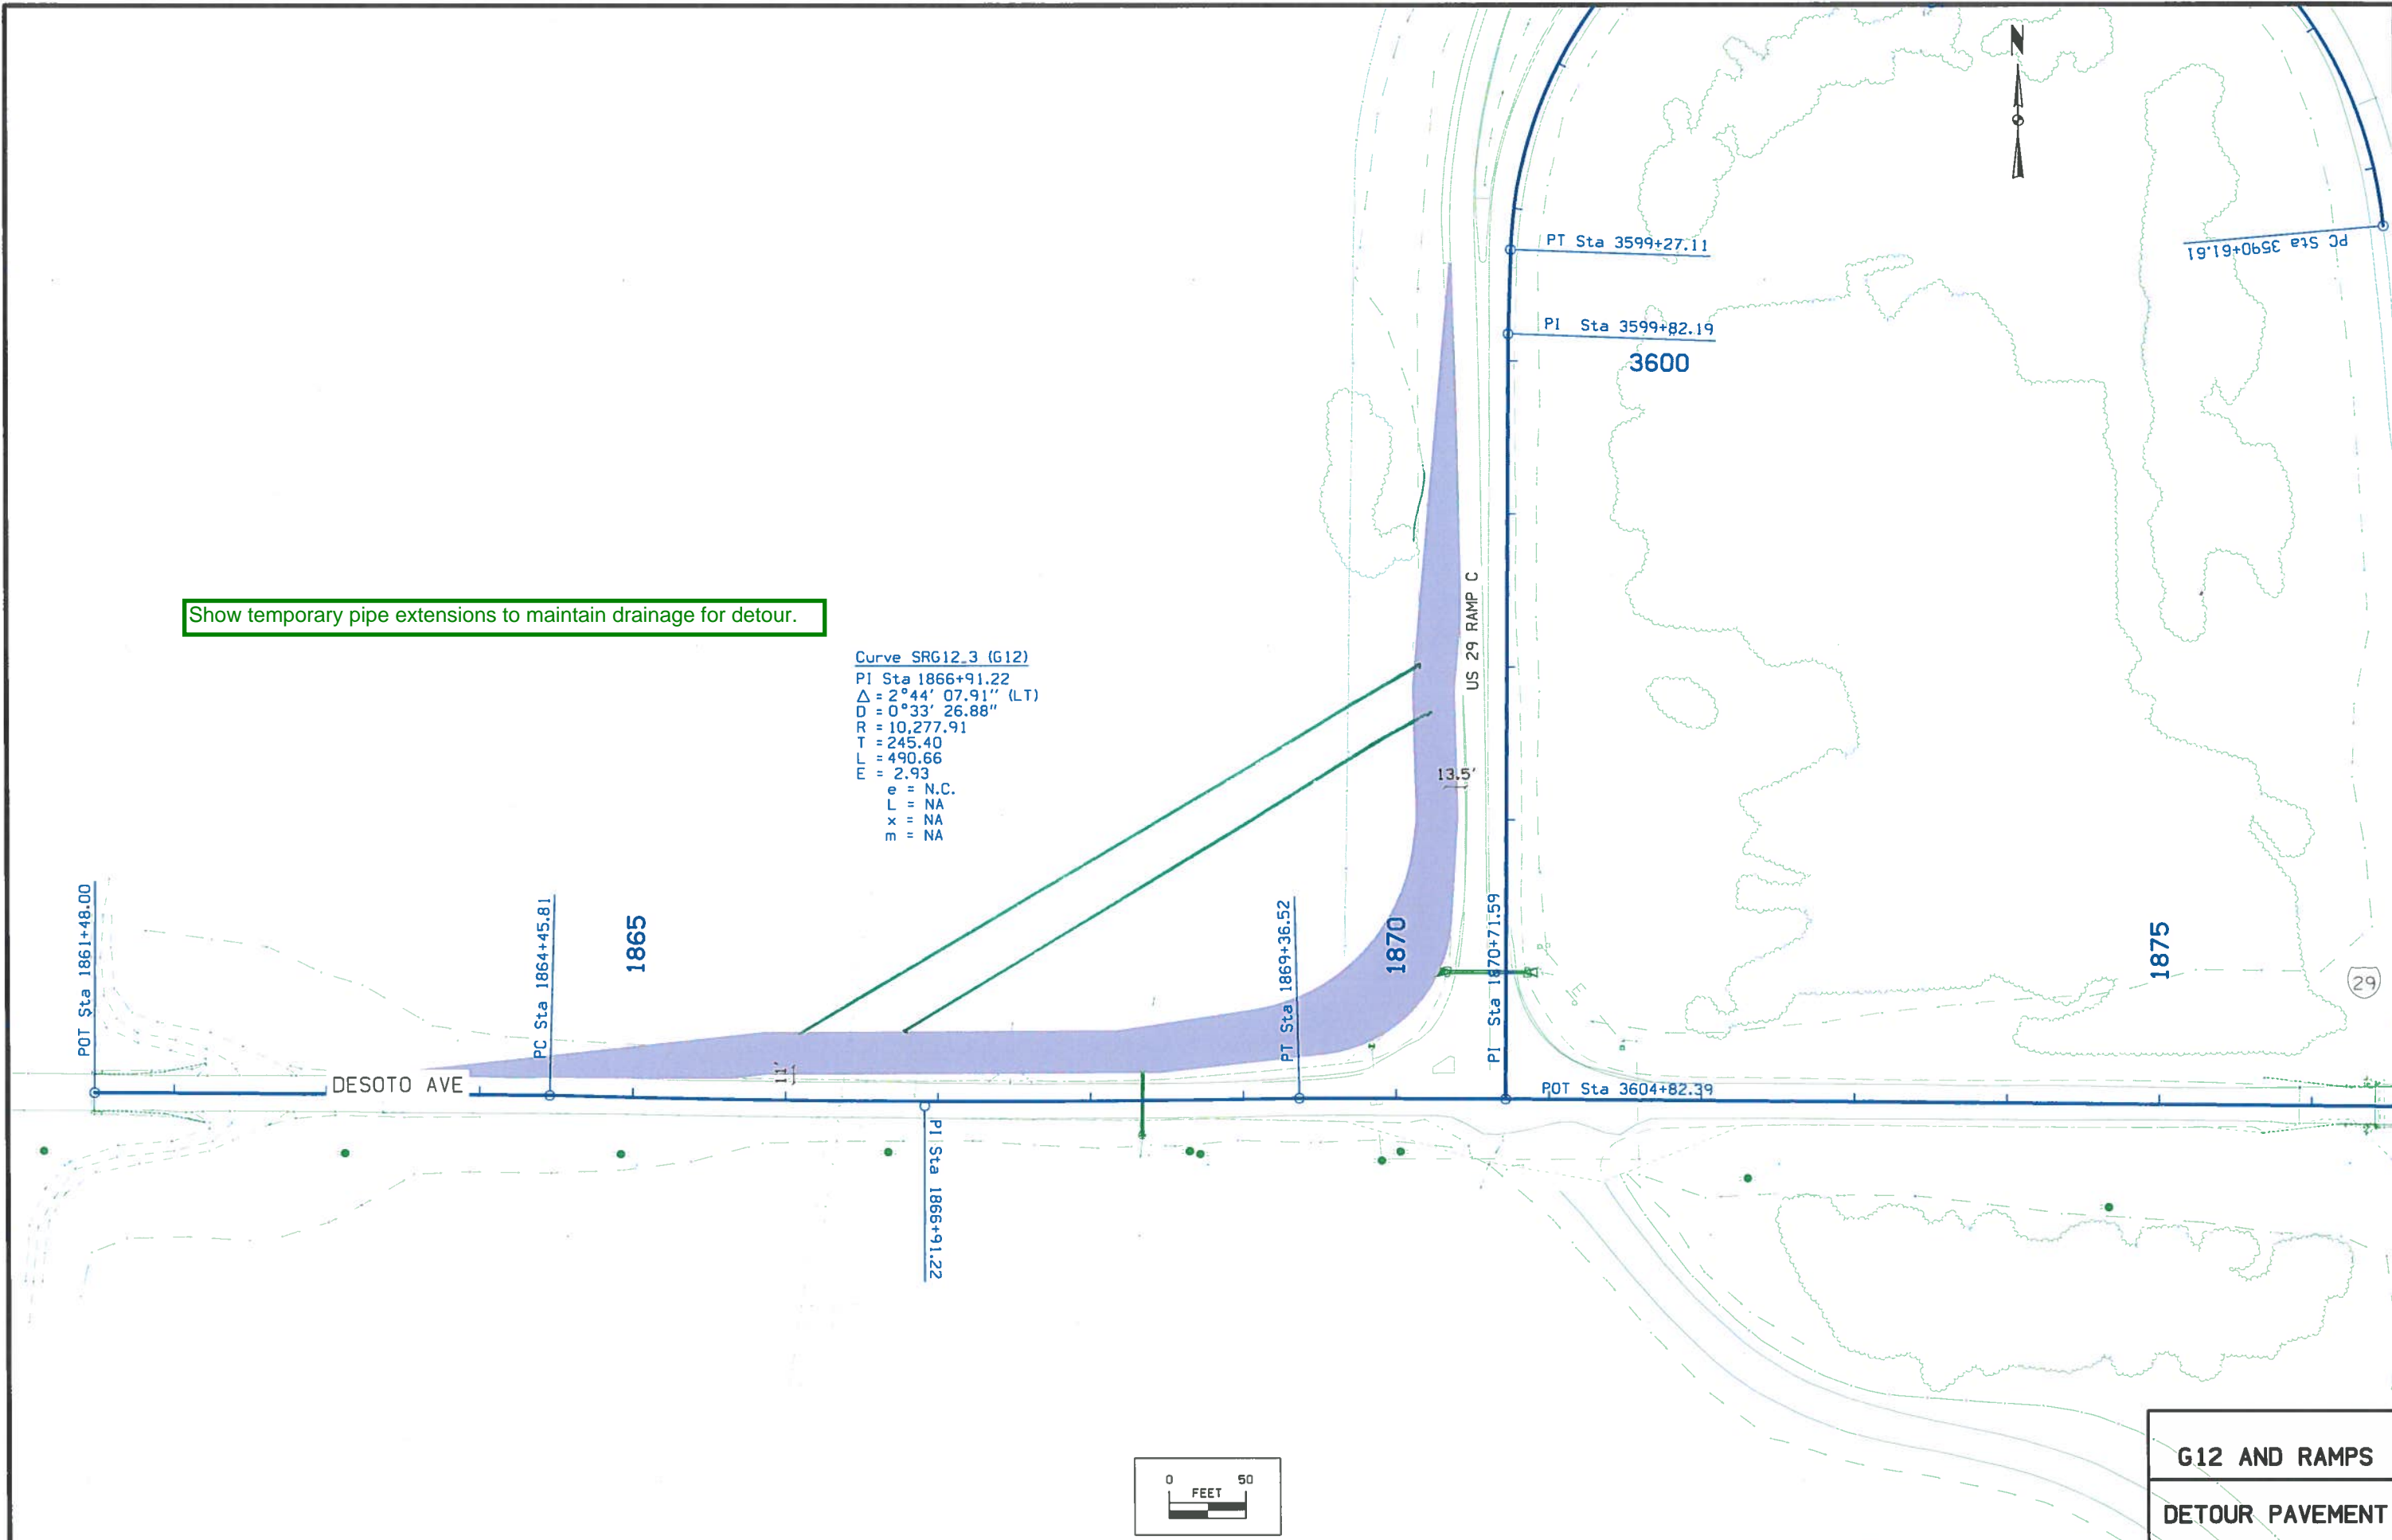 N
PT Sta 3599+27.11
PC Sta 3590+61.61
PI Sta 3599+82.19
3600
Show temporary pipe extensions to maintain drainage for detour.
Curve SRG12_3 (G12)
PI Sta 1866+91.22
Δ = 2°44' 07.91" (LT)
D = 0°33' 26.88"
R = 10,277.91
T = 245.40
L = 490.66
E = 2.93
e = N.C.
L = NA
x = NA
m = NA
US 29 RAMP C
13.5'
POT Sta 1861+48.00
PC Sta 1864+45.81
1865
PT Sta 1869+36.52
1870
PI Sta 1870+71.59
1875
29
E
11'
DESOTO AVE
POT Sta 3604+82.39
PI Sta 1866+91.22
0 50
FEET
G12 AND RAMPS
DETOUR PAVEMENT